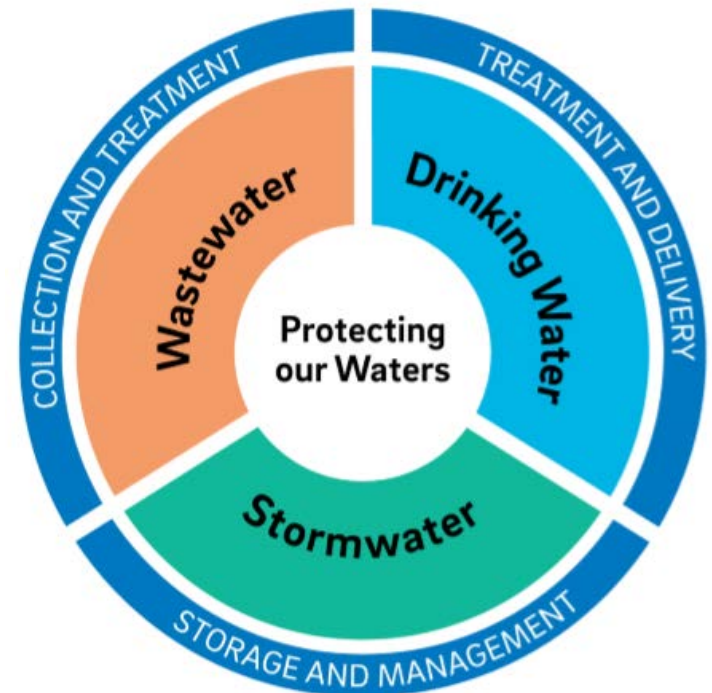 COLLECTION AND TREATMENT
TREATMENT AND DELIVERY
Wastewater
Drinking Water
Protecting
our Waters
Stormwater
STORAGE AND MANAGEMENT